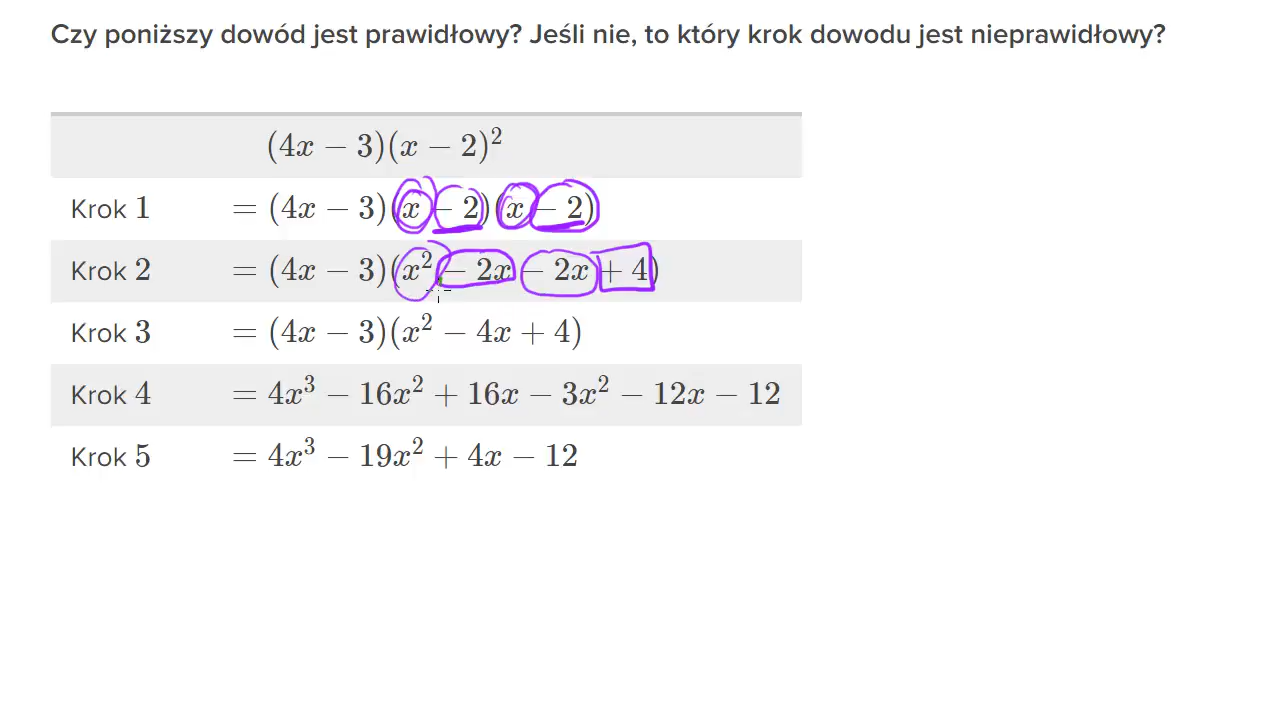 Czy poniższy dowód jest prawidłowy? Jeśli nie, to który krok dowodu jest nieprawidłowy?
(4x − 3)(x − 2)²
Krok 1 = (4x − 3)(x − 2)(x − 2)
Krok 2 = (4x − 3)(x² − 2x − 2x + 4)
Krok 3 = (4x − 3)(x² − 4x + 4)
Krok 4 = 4x³ − 16x² + 16x − 3x² − 12x − 12
Krok 5 = 4x³ − 19x² + 4x − 12